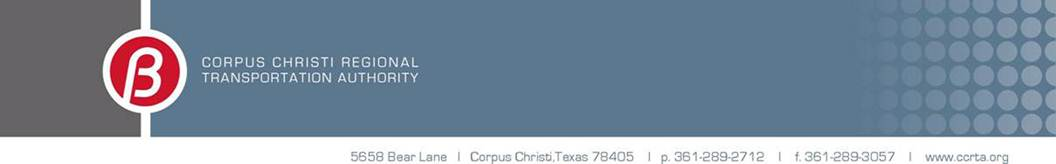 CORPUS CHRISTI REGIONAL
TRANSPORTATION AUTHORITY
5658 Bear Lane | Corpus Christi,Texas 78405 | p. 361-289-2712 | f. 361-289-3057 | www.ccrta.org